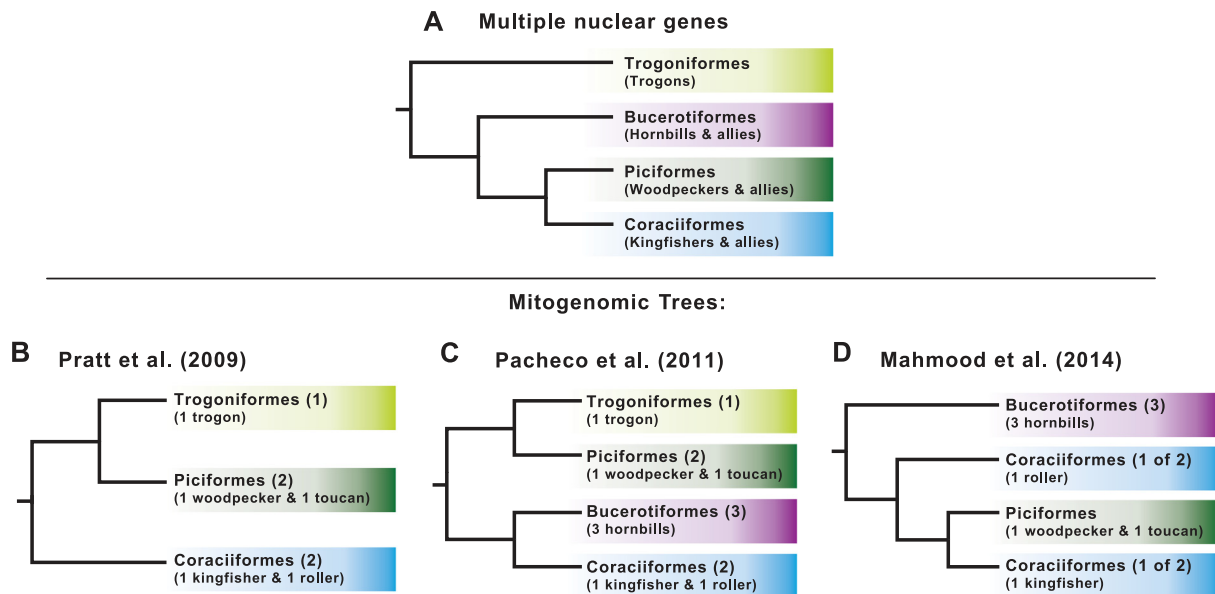 A Multiple nuclear genes
Trogoniformes
(Trogons)
Bucerotiformes
(Hornbills & allies)
Piciformes
(Woodpeckers & allies)
Coraciiformes
(Kingfishers & allies)
Mitogenomic Trees:
B Pratt et al. (2009)
Trogoniformes (1)
(1 trogon)
Piciformes (2)
(1 woodpecker & 1 toucan)
Coraciiformes (2)
(1 kingfisher & 1 roller)
C Pacheco et al. (2011)
Trogoniformes (1)
(1 trogon)
Piciformes (2)
(1 woodpecker & 1 toucan)
Bucerotiformes (3)
(3 hornbills)
Coraciiformes (2)
(1 kingfisher & 1 roller)
D Mahmood et al. (2014)
Bucerotiformes (3)
(3 hornbills)
Coraciiformes (1 of 2)
(1 roller)
Piciformes
(1 woodpecker & 1 toucan)
Coraciiformes (1 of 2)
(1 kingfisher)